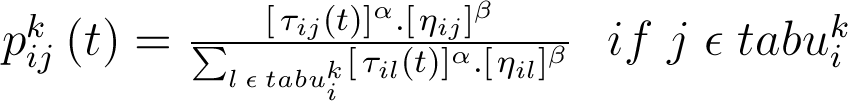 $p_{ij}^{k}(t) = \frac{[\tau_{ij}(t)]^{\alpha}.[\eta_{ij}]^{\beta}}{\sum_{l \,\epsilon\, tabu_{i}^{k}} [\tau_{il}(t)]^{\alpha}.[\eta_{il}]^{\beta}} \;\; if \; j \; \epsilon \; tabu_{i}^{k}$